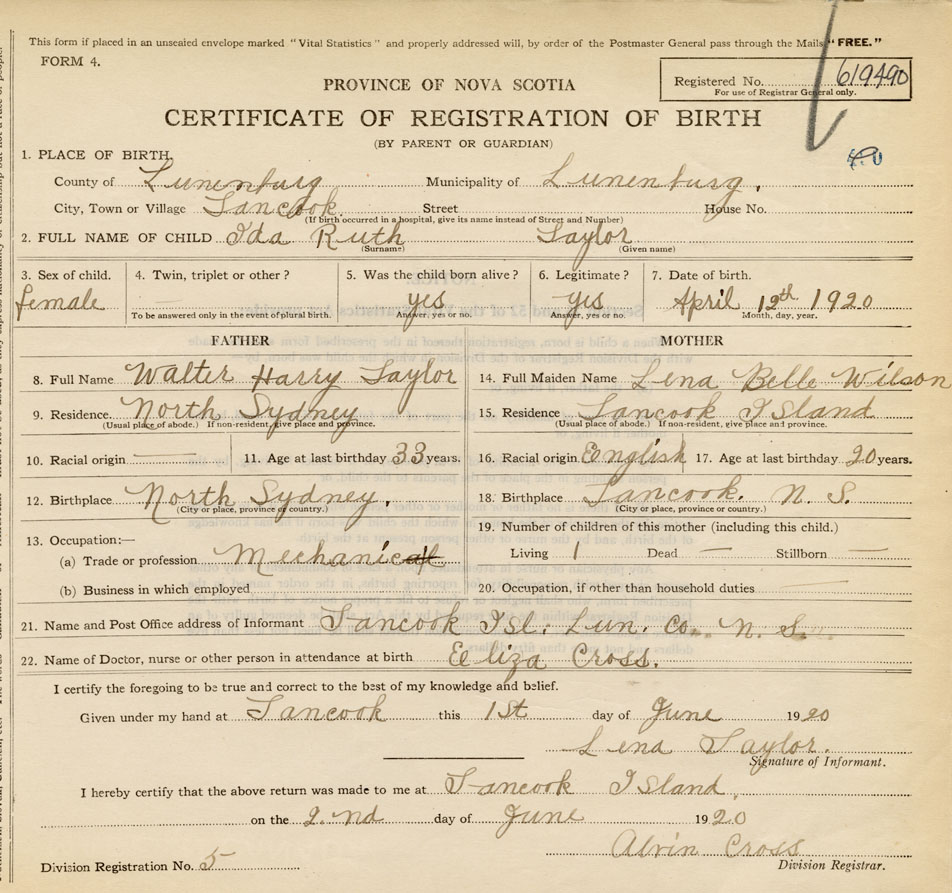 This form if placed in an unsealed envelope marked "Vital Statistics" and properly addressed will, by order of the Postmaster General pass through the Mails "FREE."
FORM 4.
Registered No. 619490
For use of Registrar General only.
PROVINCE OF NOVA SCOTIA
CERTIFICATE OF REGISTRATION OF BIRTH
(BY PARENT OR GUARDIAN)
1. PLACE OF BIRTH.
County of Lunenburg Municipality of Lunenburg.
City, Town or Village Tancook. Street House No.
(If birth occurred in a hospital, give its name instead of Street and Number)
2. FULL NAME OF CHILD Ida Ruth Taylor
(Surname) (Given name)
3. Sex of child. 4. Twin, triplet or other? 5. Was the child born alive? 6. Legitimate? 7. Date of birth.
female yes yes April 12th 1920
To be answered only in the event of plural birth. Answer, yes or no. Answer, yes or no. Month, day, year.
FATHER MOTHER
8. Full Name Walter Harry Taylor 14. Full Maiden Name Lena Belle Wilson
9. Residence. North Sydney 15. Residence Tancook Island
(Usual place of abode.) If non-resident, give place and province. (Usual place of abode.) If non-resident, give place and province.
10. Racial origin 11. Age at last birthday 33 years. 16. Racial origin English 17. Age at last birthday 20 years.
12. Birthplace North Sydney. 18. Birthplace Tancook. N. S.
(City or place, province or country.) (City or place, province or country.)
13. Occupation:— 19. Number of children of this mother (including this child.)
(a) Trade or profession Mechanic Living 1 Dead — Stillborn —
(b) Business in which employed 20. Occupation, if other than household duties
21. Name and Post Office address of Informant Tancook Isl: Lun. Co. N. S.
22. Name of Doctor, nurse or other person in attendance at birth Eliza Cross.
I certify the foregoing to be true and correct to the best of my knowledge and belief.
Given under my hand at Tancook this 1st day of June 1920
Lena Taylor.
Signature of Informant.
I hereby certify that the above return was made to me at Tancook Island.
on the 2nd day of June 1920
Alvin Cross
Division Registration No. 5 Division Registrar.